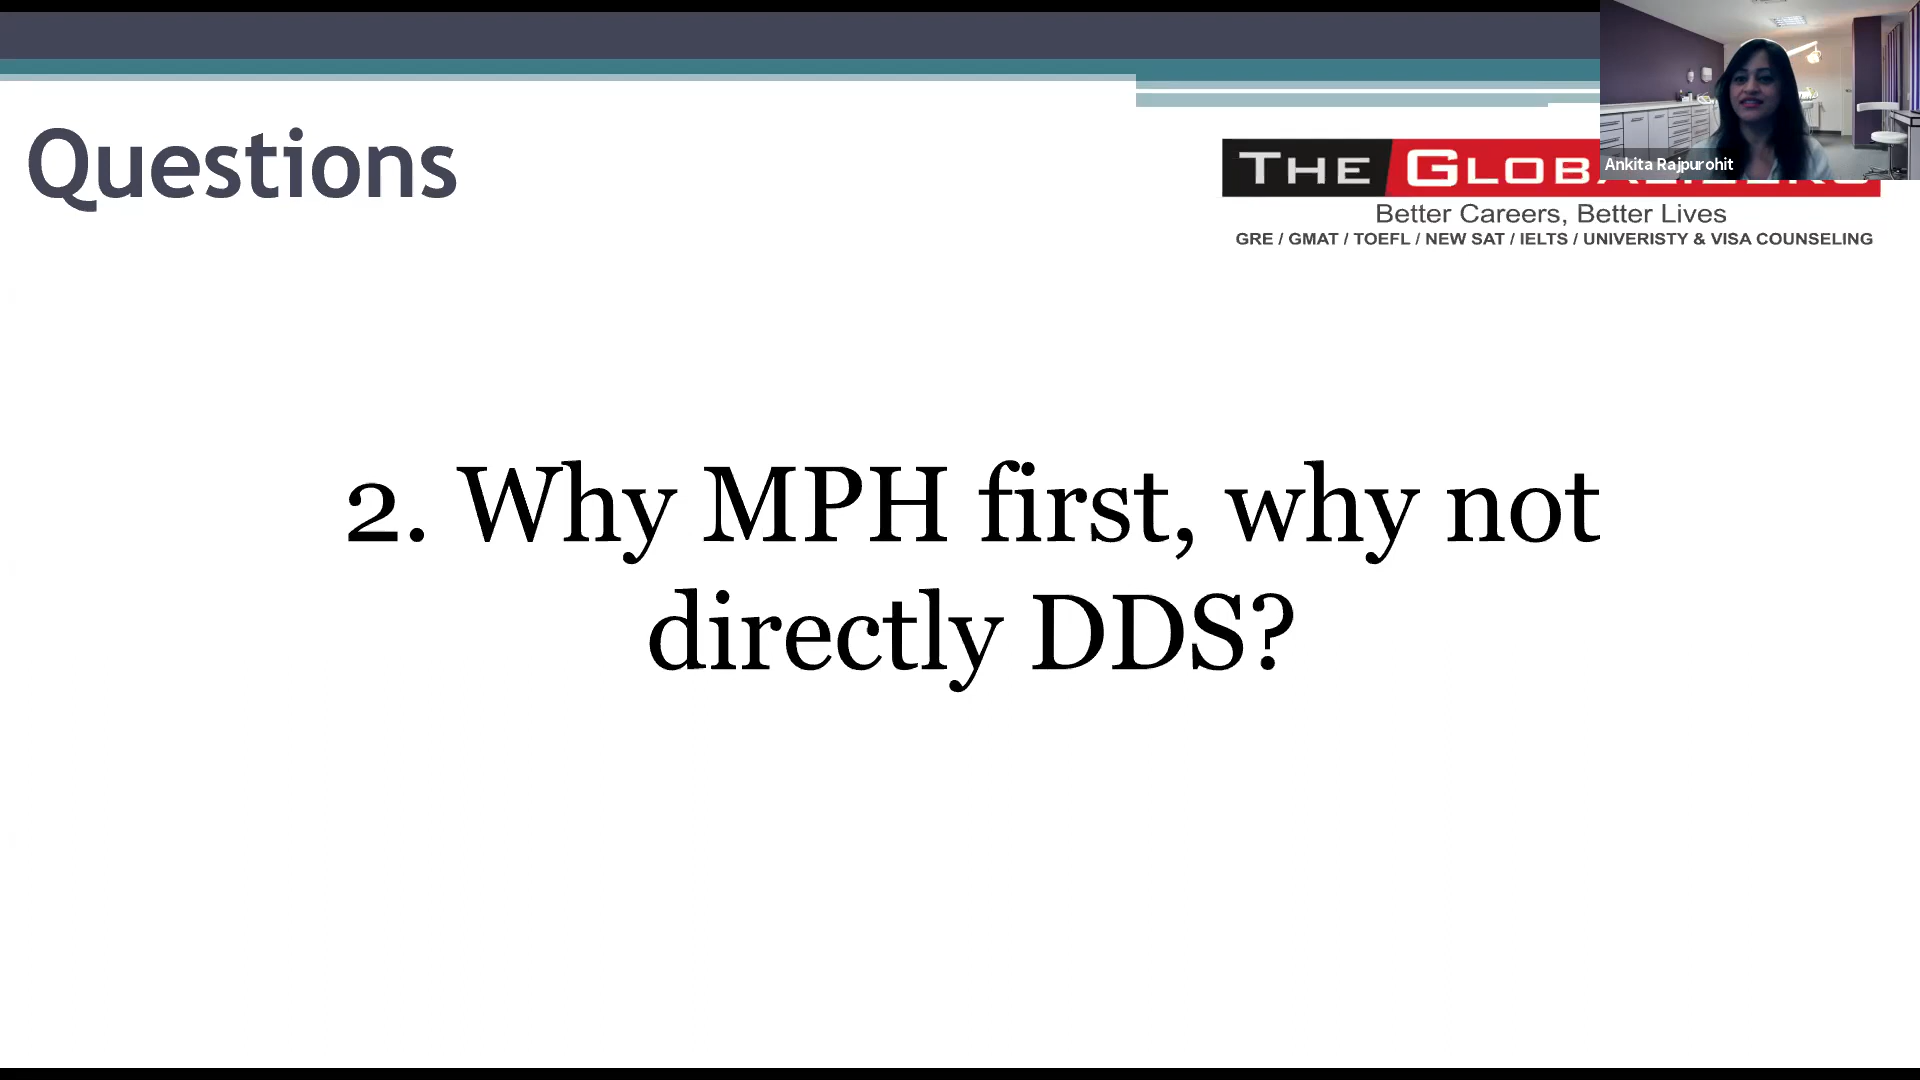 Questions
THE GLOB
Ankita Rajpurohit
Better Careers, Better Lives
GRE / GMAT / TOEFL / NEW SAT / IELTS / UNIVERISTY & VISA COUNSELING
2. Why MPH first, why not
directly DDS?